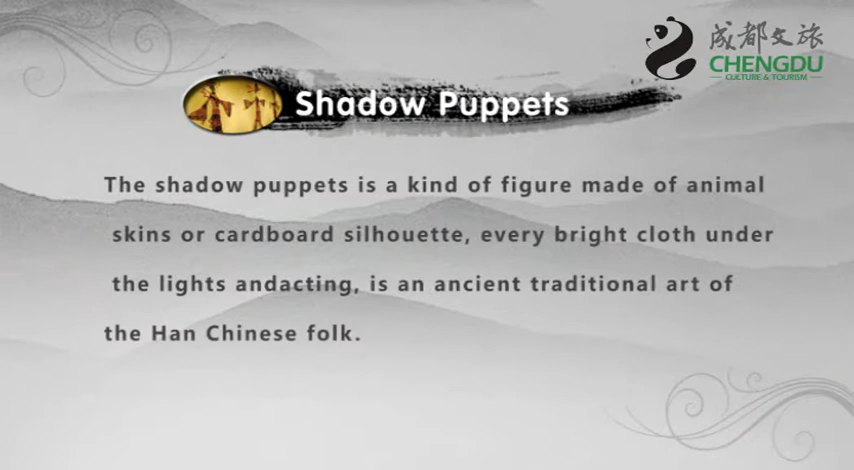 成都文旅
CHENGDU
CULTURE & TOURISM
Shadow Puppets
The shadow puppets is a kind of figure made of animal
skins or cardboard silhouette, every bright cloth under
the lights andacting, is an ancient traditional art of
the Han Chinese folk.